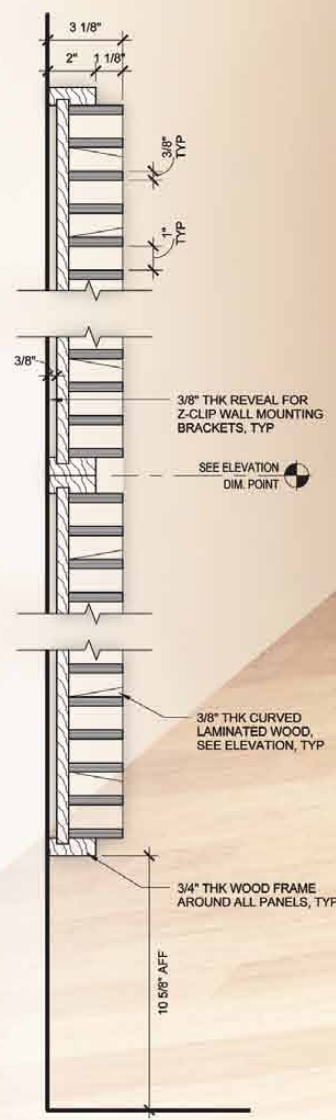 3 1/8"
2"
1 1/8"
3/8"
TYP
1"
TYP
3/8"
3/8" THK REVEAL FOR
Z-CLIP WALL MOUNTING
BRACKETS, TYP
SEE ELEVATION
DIM. POINT
3/8" THK CURVED
LAMINATED WOOD,
SEE ELEVATION, TYP
3/4" THK WOOD FRAME
AROUND ALL PANELS, TYP
10 5/8" AFF